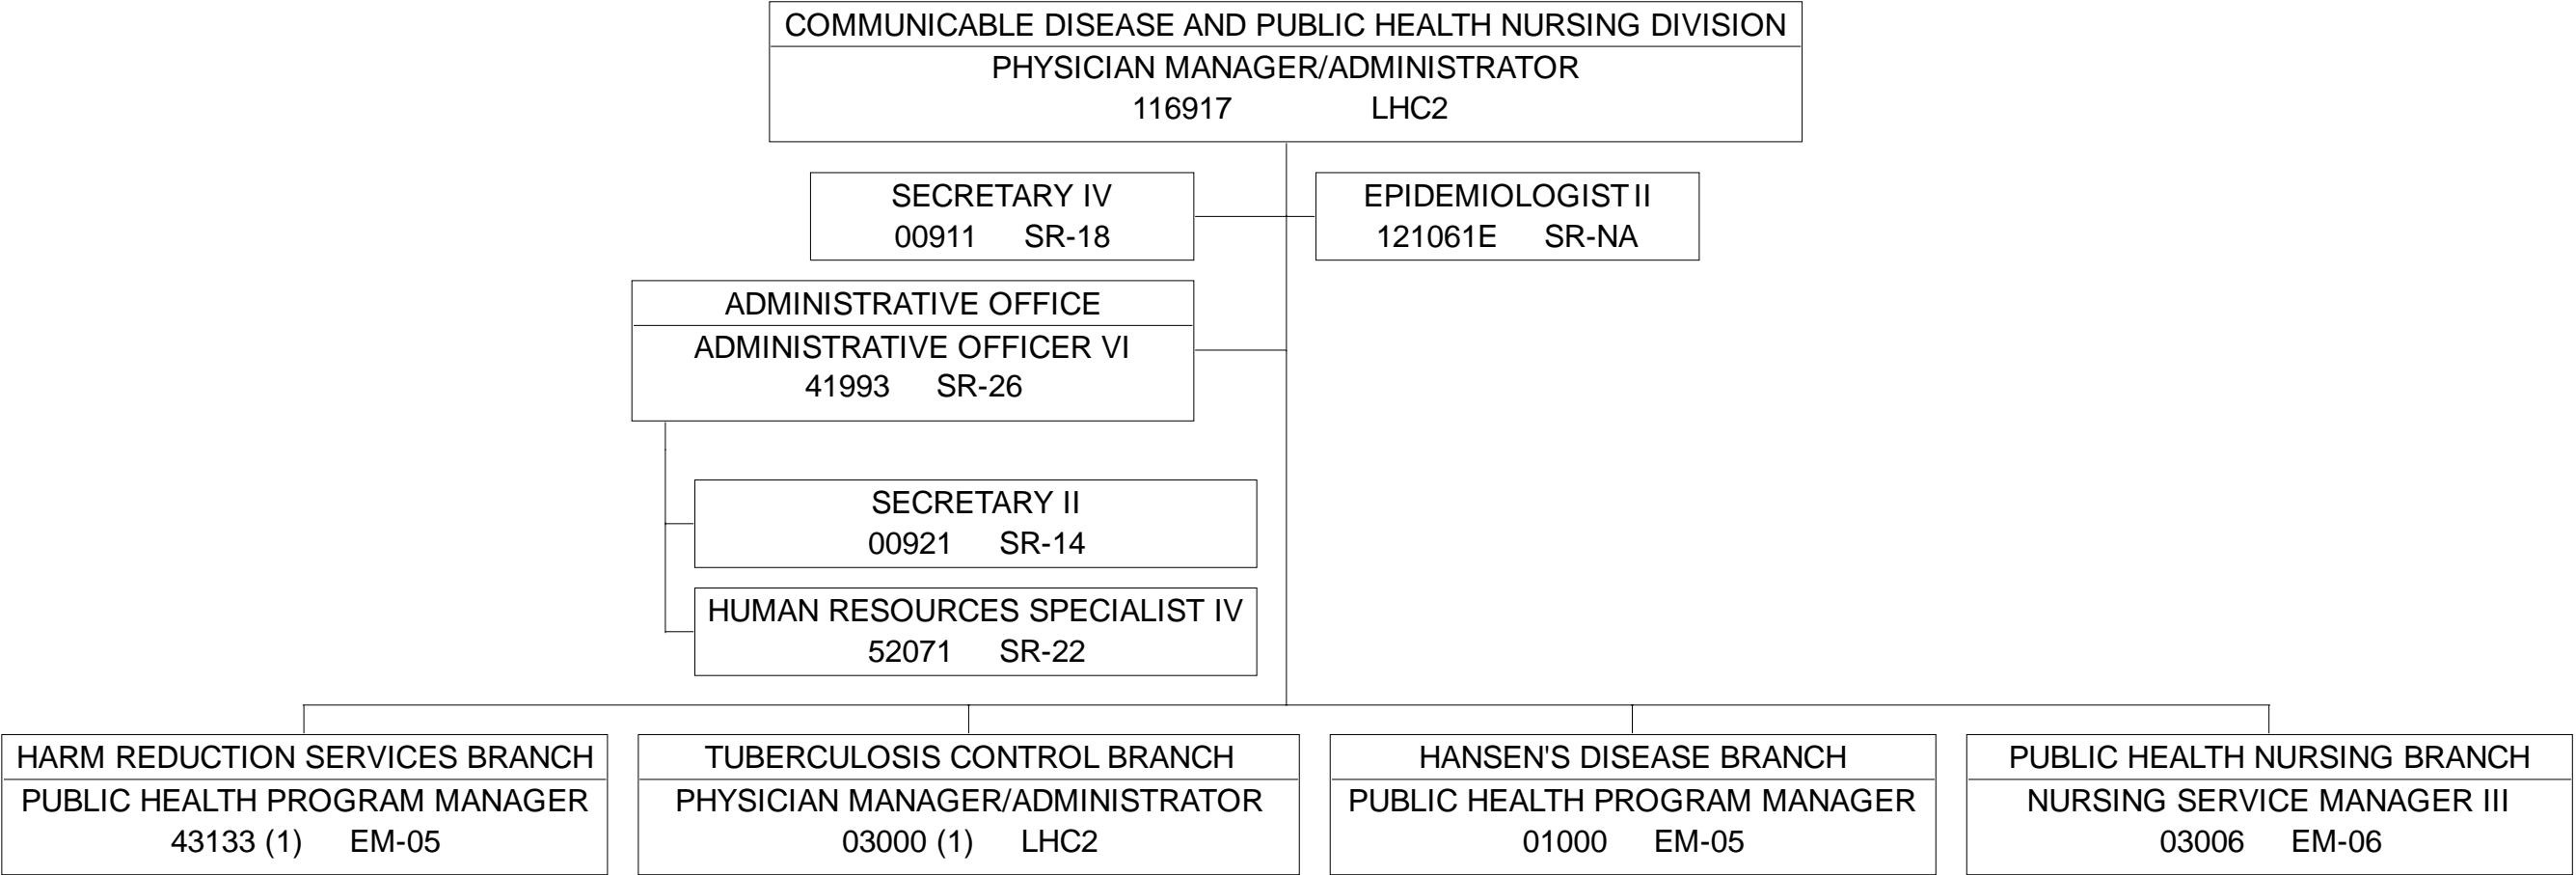 COMMUNICABLE DISEASE AND PUBLIC HEALTH NURSING DIVISION
PHYSICIAN MANAGER/ADMINISTRATOR
116917 LHC2
SECRETARY IV
00911 SR-18
EPIDEMIOLOGIST II
121061E SR-NA
ADMINISTRATIVE OFFICE
ADMINISTRATIVE OFFICER VI
41993 SR-26
SECRETARY II
00921 SR-14
HUMAN RESOURCES SPECIALIST IV
52071 SR-22
HARM REDUCTION SERVICES BRANCH
PUBLIC HEALTH PROGRAM MANAGER
43133 (1) EM-05
TUBERCULOSIS CONTROL BRANCH
PHYSICIAN MANAGER/ADMINISTRATOR
03000 (1) LHC2
HANSEN'S DISEASE BRANCH
PUBLIC HEALTH PROGRAM MANAGER
01000 EM-05
PUBLIC HEALTH NURSING BRANCH
NURSING SERVICE MANAGER III
03006 EM-06